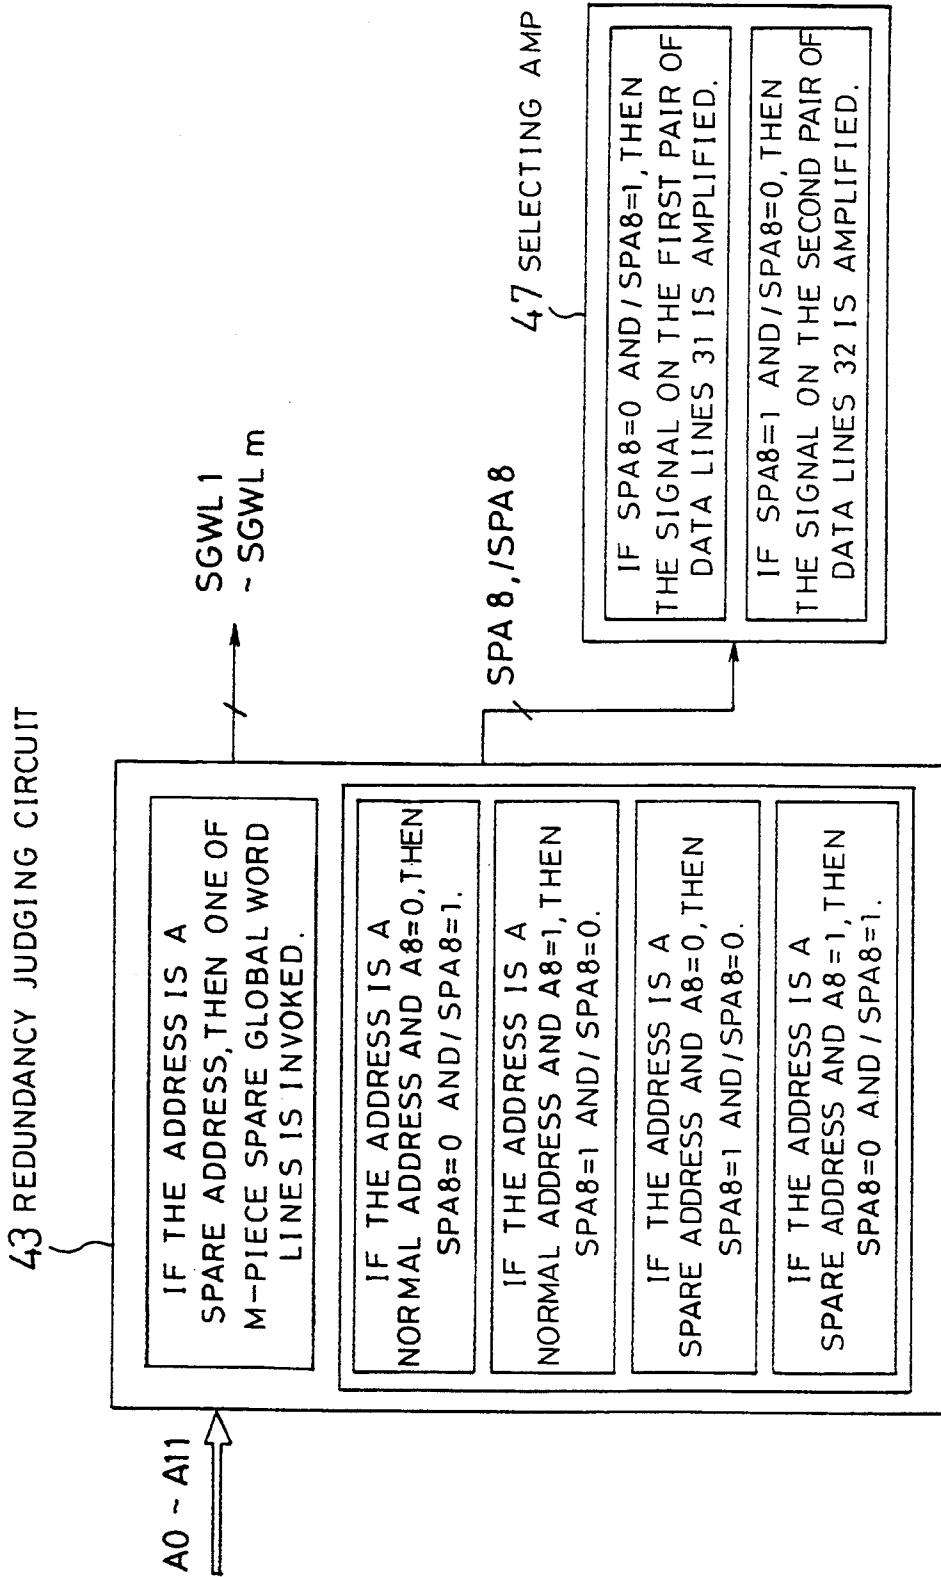 43 REDUNDANCY JUDGING CIRCUIT
A0 ~ A11
IF THE ADDRESS IS A
SPARE ADDRESS, THEN ONE OF
M-PIECE SPARE GLOBAL WORD
LINES IS INVOKED.
IF THE ADDRESS IS A
NORMAL ADDRESS AND A8=0, THEN
SPA8=0 AND/SPA8=1.
IF THE ADDRESS IS A
NORMAL ADDRESS AND A8=1, THEN
SPA8=1 AND/SPA8=0.
IF THE ADDRESS IS A
SPARE ADDRESS AND A8=0, THEN
SPA8=1 AND/SPA8=0.
IF THE ADDRESS IS A
SPARE ADDRESS AND A8=1, THEN
SPA8=0 AND/SPA8=1.
SGWL 1
~ SGWL m
SPA8, /SPA8
47 SELECTING AMP
IF SPA8=0 AND/SPA8=1, THEN
THE SIGNAL ON THE FIRST PAIR OF
DATA LINES 31 IS AMPLIFIED.
IF SPA8=1 AND/SPA8=0, THEN
THE SIGNAL ON THE SECOND PAIR OF
DATA LINES 32 IS AMPLIFIED.